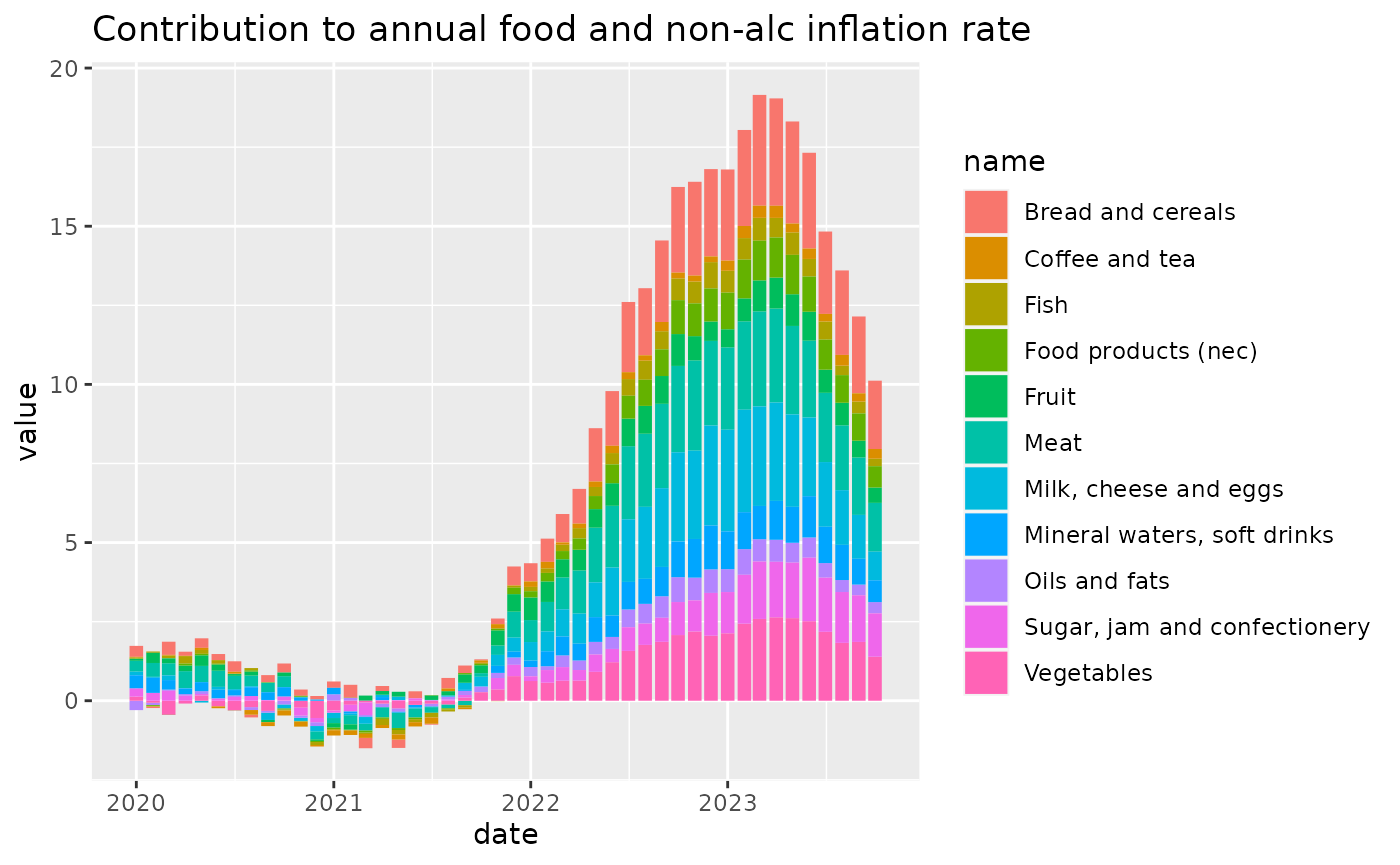 Contribution to annual food and non-alc inflation rate
20
15
10
5
0
value
2020 2021 2022 2023
date
name
Bread and cereals
Coffee and tea
Fish
Food products (nec)
Fruit
Meat
Milk, cheese and eggs
Mineral waters, soft drinks
Oils and fats
Sugar, jam and confectionery
Vegetables